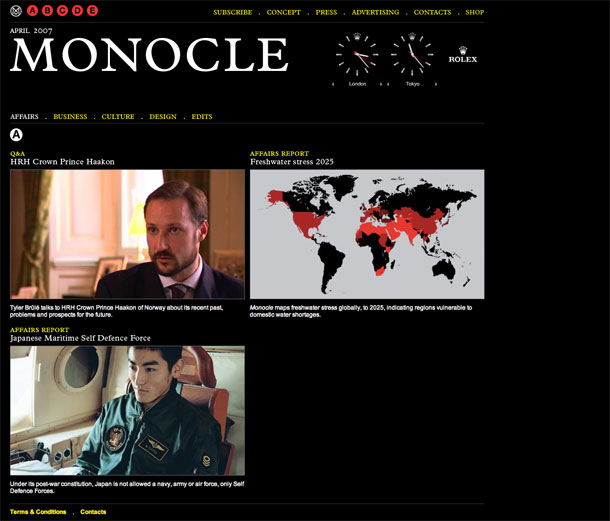 A B C D E
SUBSCRIBE . CONCEPT . PRESS . ADVERTISING . CONTACTS . SHOP
APRIL 2007
MONOCLE
London Tokyo
ROLEX
AFFAIRS . BUSINESS . CULTURE . DESIGN . EDITS
A
Q&A
HRH Crown Prince Haakon
Tyler Brûlé talks to HRH Crown Prince Haakon of Norway about its recent past,
problems and prospects for the future.
AFFAIRS REPORT
Freshwater stress 2025
Monocle maps freshwater stress globally, to 2025, indicating regions vulnerable to
domestic water shortages.
AFFAIRS REPORT
Japanese Maritime Self Defence Force
Under its post-war constitution, Japan is not allowed a navy, army or air force, only Self
Defence Forces.
Terms & Conditions . Contacts